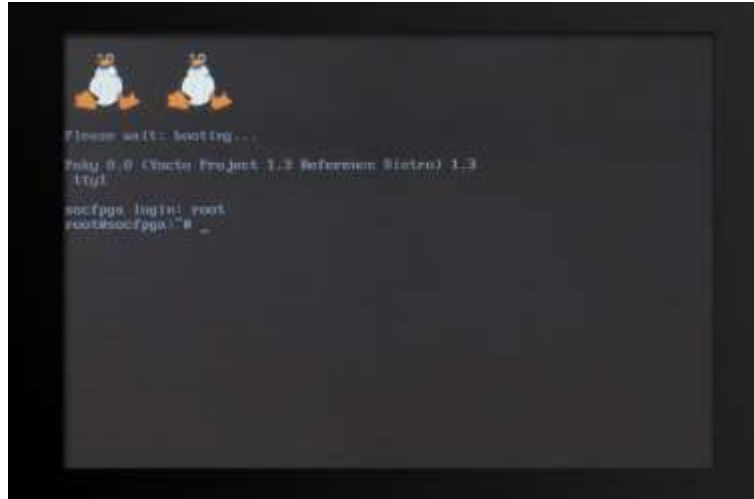 Please wait: booting...
Poky 8.0 (Yocto Project 1.3 Reference Distro) 1.3
tty1
socfpga login: root
root@socfpga:~# _